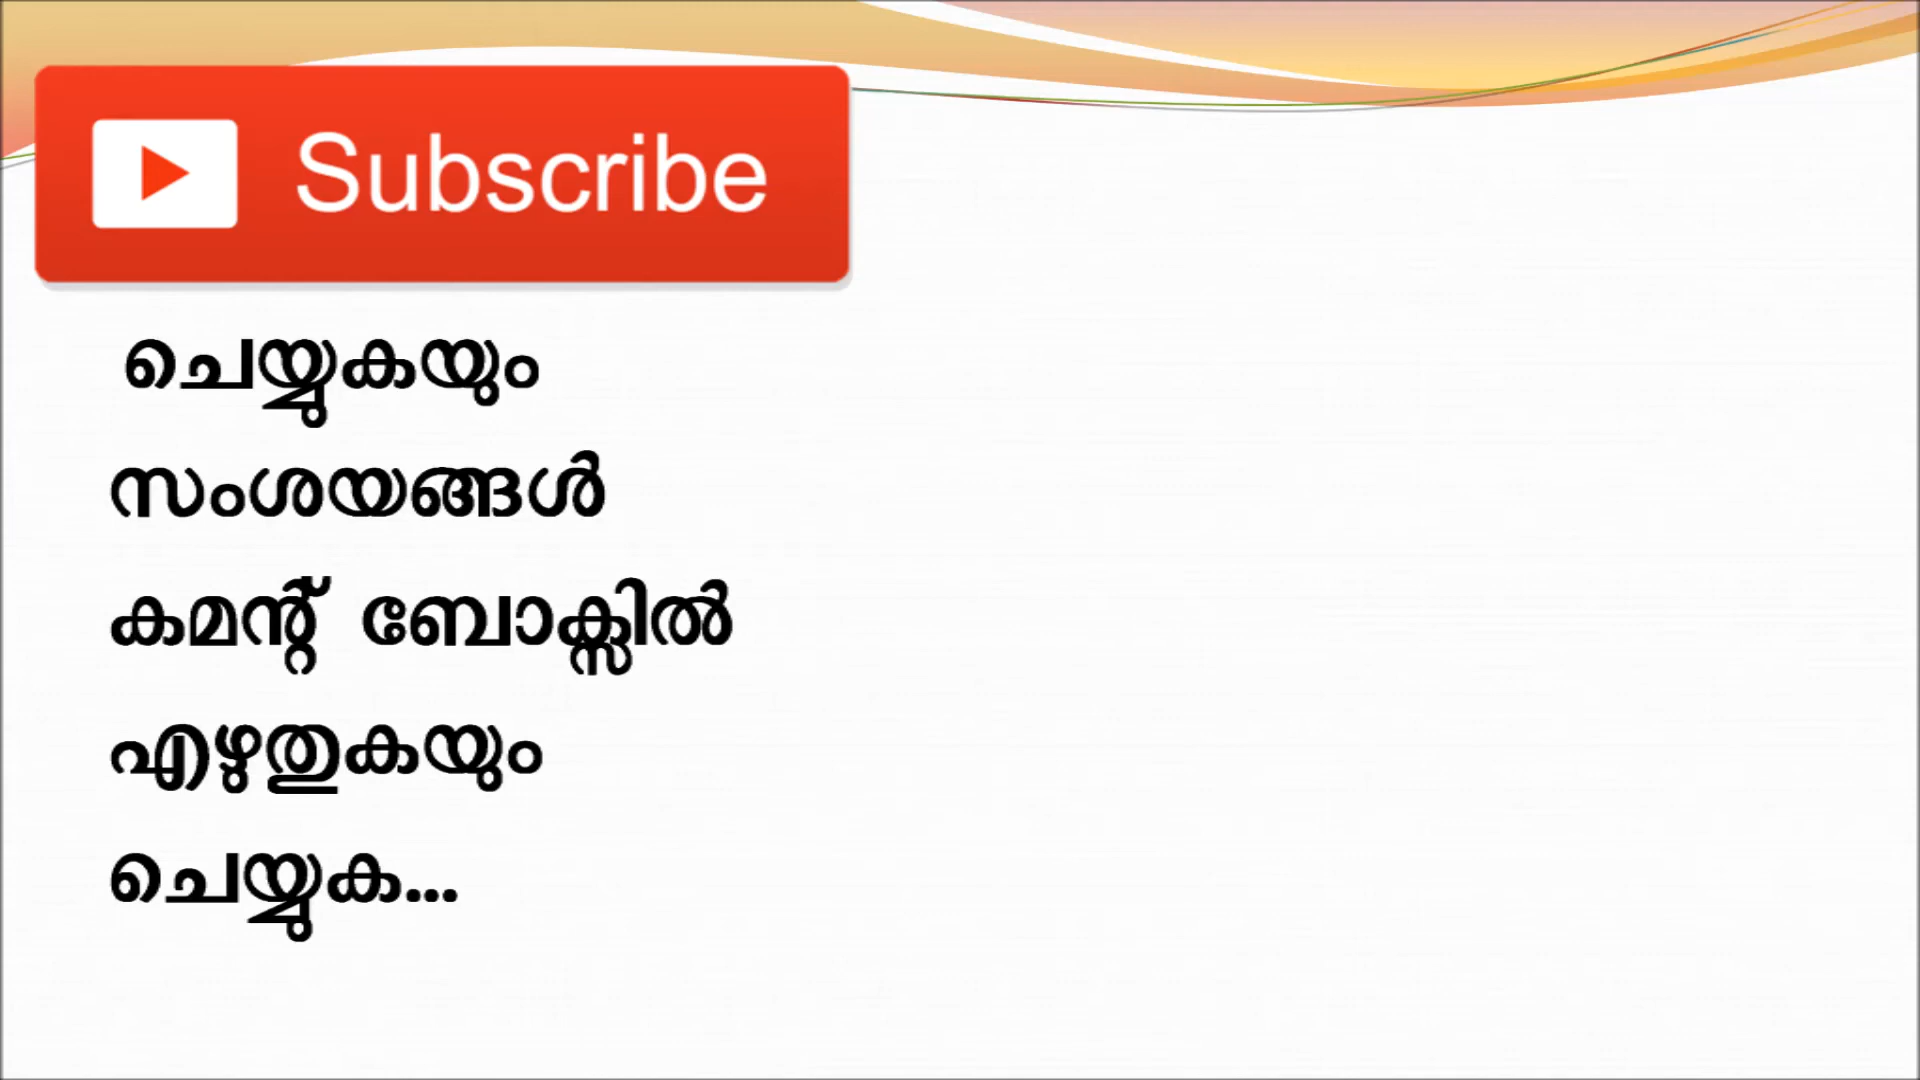 Subscribe
ചെയ്യുകയും
സംശയങ്ങൾ
കമന്റ് ബോക്സിൽ
എഴുതുകയും
ചെയ്യുക...